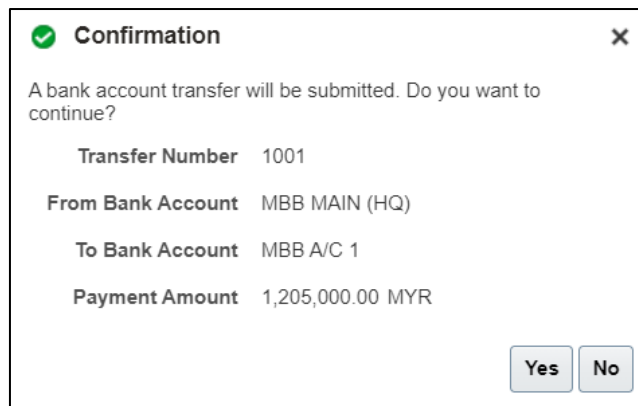 Confirmation
A bank account transfer will be submitted. Do you want to
continue?
Transfer Number 1001
From Bank Account MBB MAIN (HQ)
To Bank Account MBB A/C 1
Payment Amount 1,205,000.00 MYR
Yes No